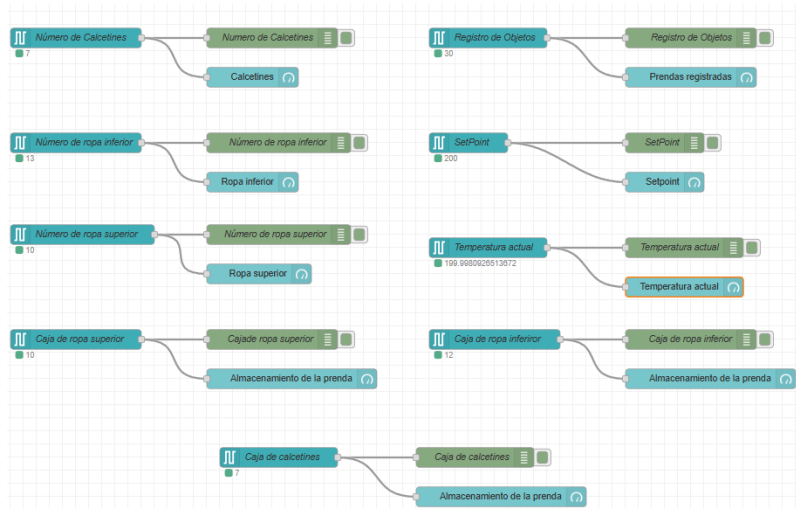 Número de Calcetines
Numero de Calcetines
7
Calcetines
Registro de Objetos
Registro de Objetos
30
Prendas registradas
Número de ropa inferior
Número de ropa inferior
13
Ropa inferior
SetPoint
SetPoint
200
Setpoint
Número de ropa superior
Número de ropa superior
10
Ropa superior
Temperatura actual
Temperatura actual
199.9980926513672
Temperatura actual
Caja de ropa superior
Cajade ropa superior
10
Almacenamiento de la prenda
Caja de ropa inferiror
Caja de ropa inferior
12
Almacenamiento de la prenda
Caja de calcetines
Caja de calcetines
7
Almacenamiento de la prenda